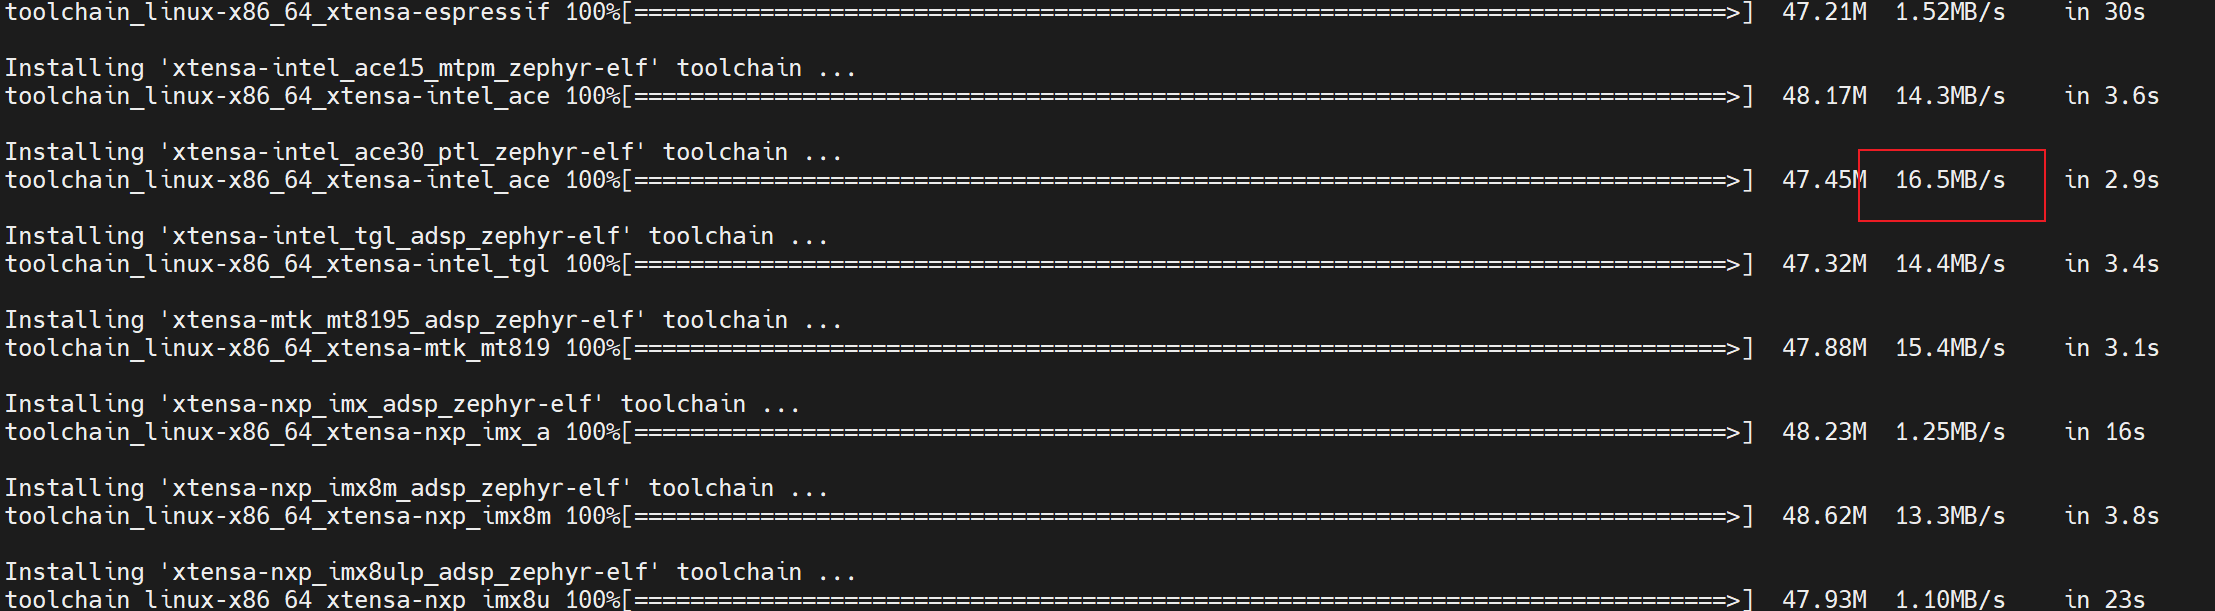 toolchain_linux-x86_64_xtensa-espressif 100%[==============================================================================>]  47.21M  1.52MB/s    in 30s
Installing 'xtensa-intel_ace15_mtpm_zephyr-elf' toolchain ...
toolchain_linux-x86_64_xtensa-intel_ace 100%[==============================================================================>]  48.17M  14.3MB/s    in 3.6s
Installing 'xtensa-intel_ace30_ptl_zephyr-elf' toolchain ...
toolchain_linux-x86_64_xtensa-intel_ace 100%[==============================================================================>]  47.45M  16.5MB/s    in 2.9s
Installing 'xtensa-intel_tgl_adsp_zephyr-elf' toolchain ...
toolchain_linux-x86_64_xtensa-intel_tgl 100%[==============================================================================>]  47.32M  14.4MB/s    in 3.4s
Installing 'xtensa-mtk_mt8195_adsp_zephyr-elf' toolchain ...
toolchain_linux-x86_64_xtensa-mtk_mt819 100%[==============================================================================>]  47.88M  15.4MB/s    in 3.1s
Installing 'xtensa-nxp_imx_adsp_zephyr-elf' toolchain ...
toolchain_linux-x86_64_xtensa-nxp_imx_a 100%[==============================================================================>]  48.23M  1.25MB/s    in 16s
Installing 'xtensa-nxp_imx8m_adsp_zephyr-elf' toolchain ...
toolchain_linux-x86_64_xtensa-nxp_imx8m 100%[==============================================================================>]  48.62M  13.3MB/s    in 3.8s
Installing 'xtensa-nxp_imx8ulp_adsp_zephyr-elf' toolchain ...
toolchain_linux-x86_64_xtensa-nxp_imx8u 100%[==============================================================================>]  47.93M  1.10MB/s    in 23s